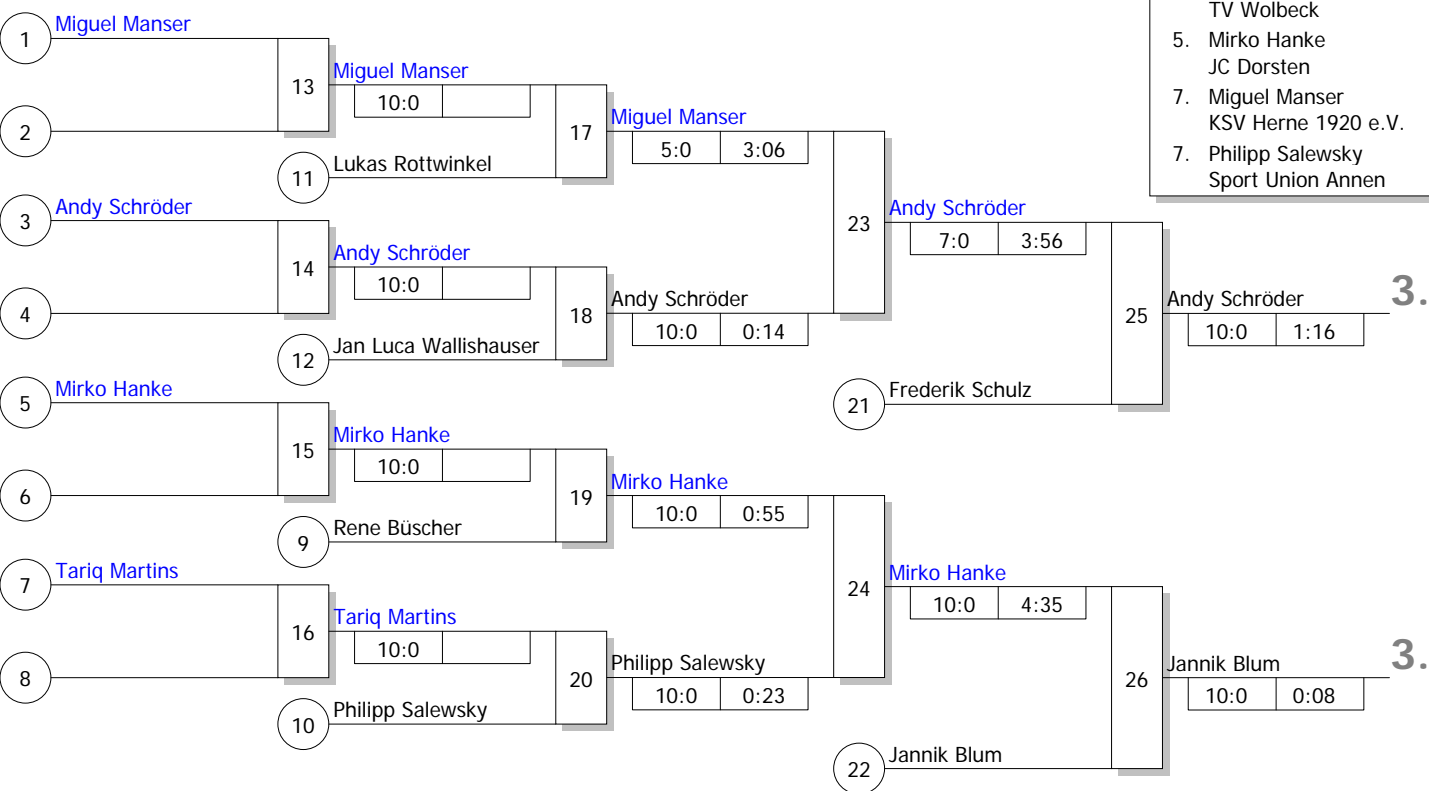 TV Wolbeck
5. Mirko Hanke
JC Dorsten
7. Miguel Manser
KSV Herne 1920 e.V.
7. Philipp Salewsky
Sport Union Annen
1 Miguel Manser
2
13
Miguel Manser
10:0
11 Lukas Rottwinkel
17
Miguel Manser
5:0 3:06
3 Andy Schröder
4
14
Andy Schröder
10:0
12 Jan Luca Wallishauser
18
Andy Schröder
10:0 0:14
23
Andy Schröder
7:0 3:56
21 Frederik Schulz
25
Andy Schröder
10:0 1:16
3.
5 Mirko Hanke
6
15
Mirko Hanke
10:0
9 Rene Büscher
19
Mirko Hanke
10:0 0:55
7 Tariq Martins
8
16
Tariq Martins
10:0
10 Philipp Salewsky
20
Philipp Salewsky
10:0 0:23
24
Mirko Hanke
10:0 4:35
22 Jannik Blum
26
Jannik Blum
10:0 0:08
3.